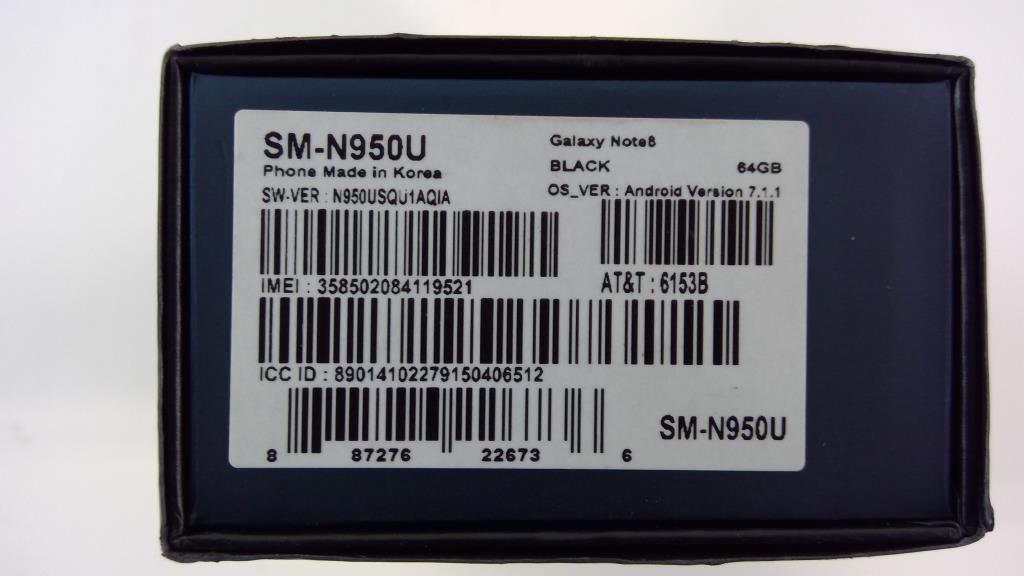 SM-N950U
Phone Made in Korea
SW-VER : N950USQU1AQIA
Galaxy Note8
BLACK 64GB
OS_VER : Android Version 7.1.1
IMEI : 358502084119521
AT&T : 6153B
ICC ID : 89014102279150406512
8 87276 22673 6
SM-N950U